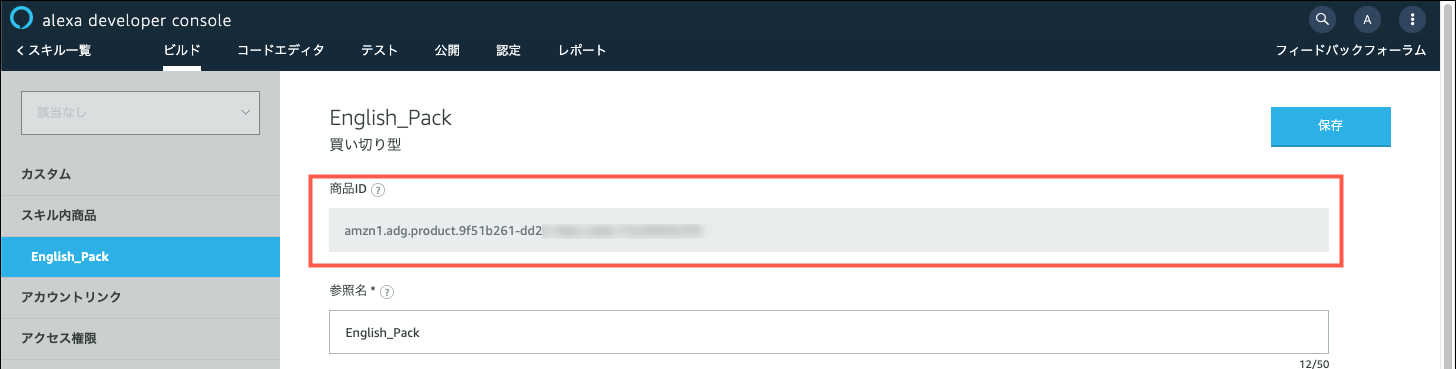 alexa developer console
A
スキル一覧 ビルド コードエディタ テスト 公開 認定 レポート フィードバックフォーラム
該当なし
English_Pack
保存
買い切り型
カスタム
商品ID ?
スキル内商品
amzn1.adg.product.9f51b261-dd2
English_Pack
アカウントリンク
参照名 * ?
アクセス権限
English_Pack
12/50